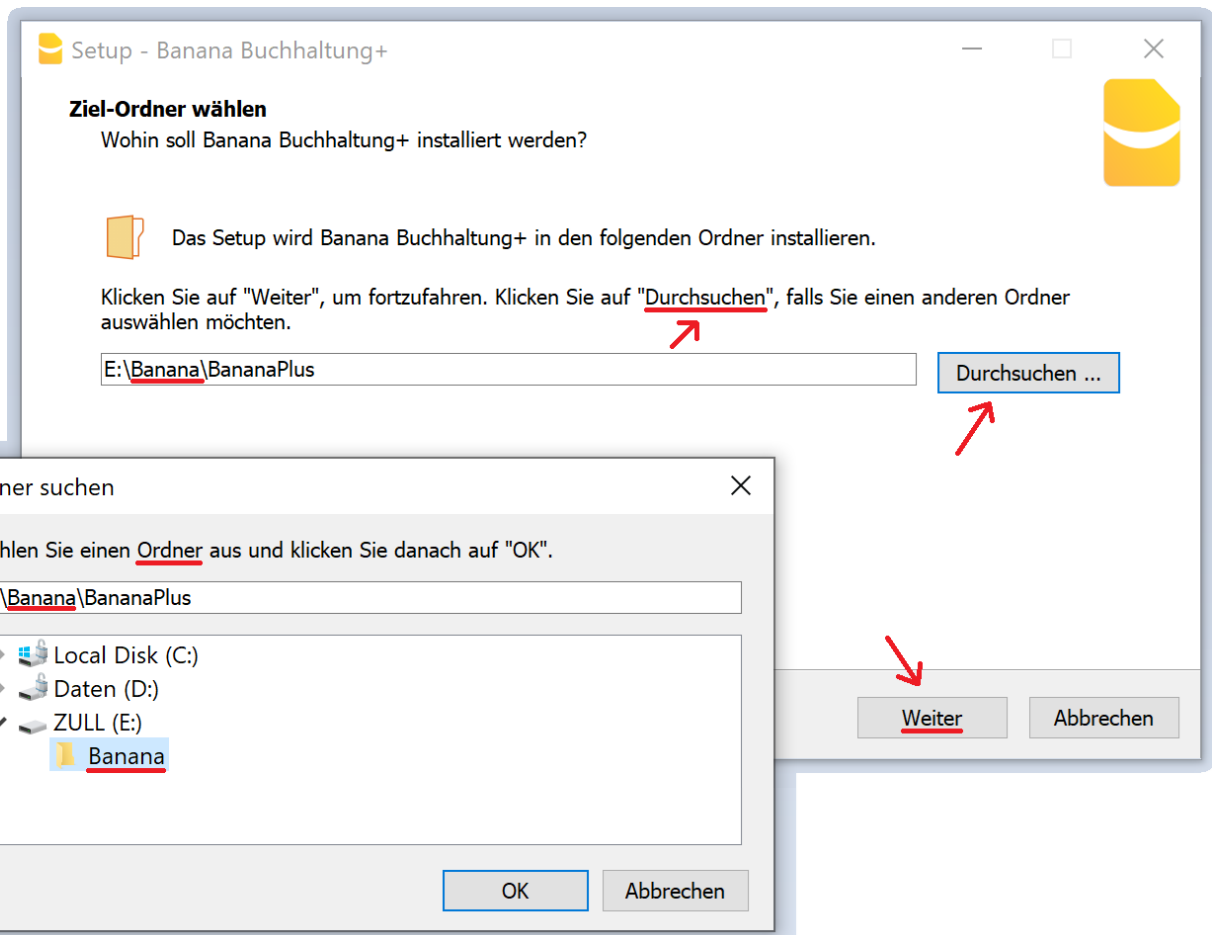 Setup - Banana Buchhaltung+
Ziel-Ordner wählen
Wohin soll Banana Buchhaltung+ installiert werden?
Das Setup wird Banana Buchhaltung+ in den folgenden Ordner installieren.
Klicken Sie auf "Weiter", um fortzufahren. Klicken Sie auf "Durchsuchen", falls Sie einen anderen Ordner
auswählen möchten.
E:\Banana\BananaPlus
Durchsuchen ...
Weiter
Abbrechen
ner suchen
hlen Sie einen Ordner aus und klicken Sie danach auf "OK".
\Banana\BananaPlus
Local Disk (C:)
Daten (D:)
ZULL (E:)
Banana
OK
Abbrechen